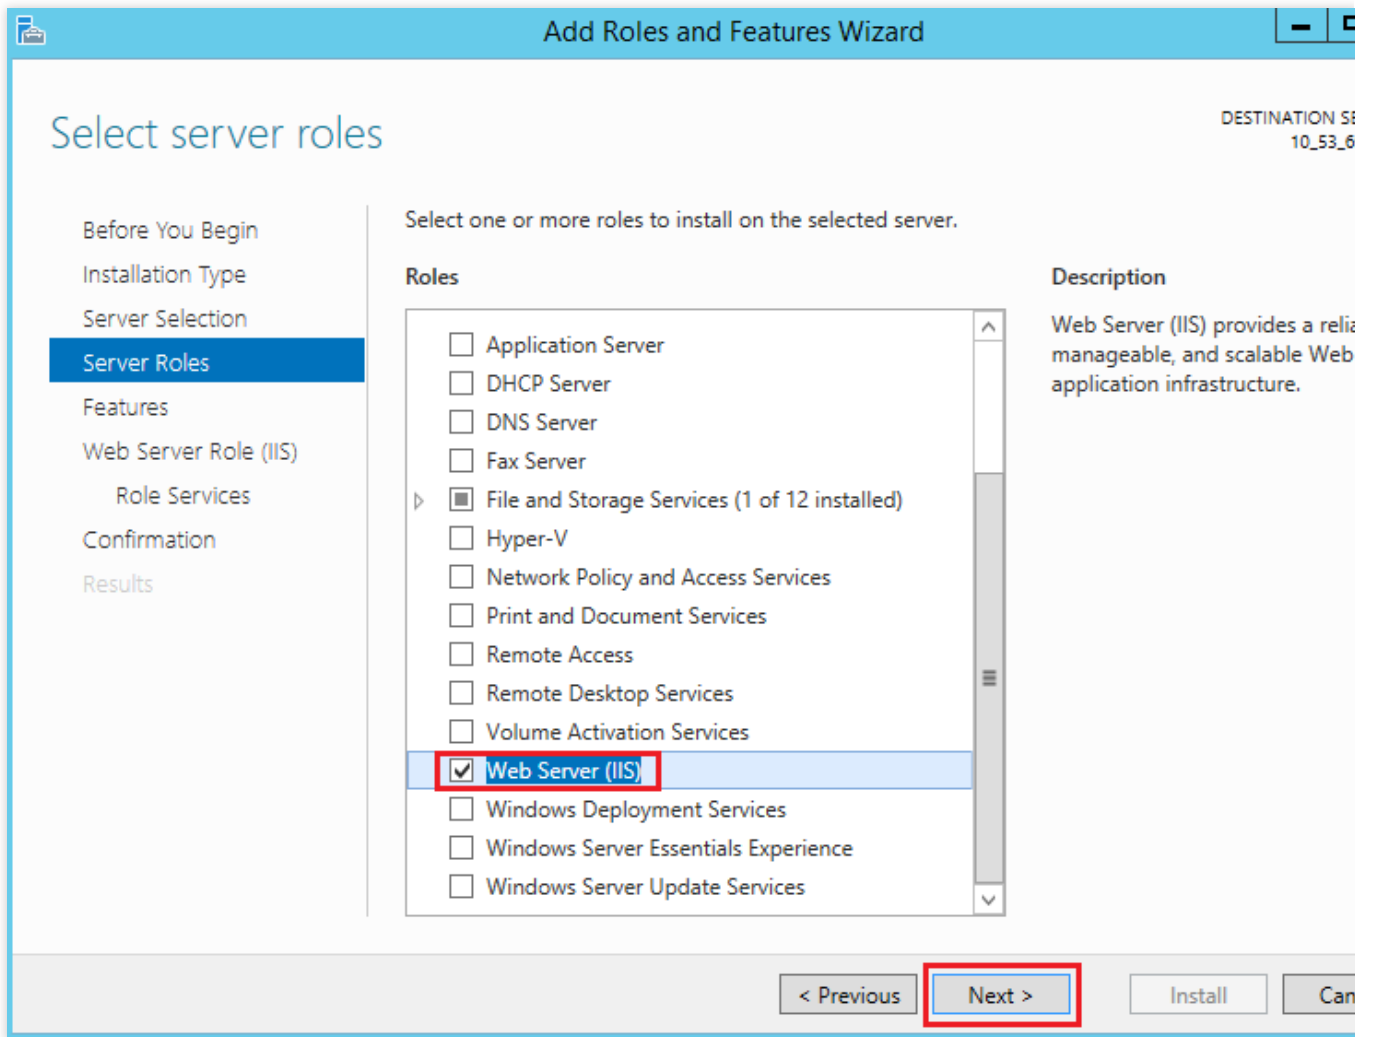 Add Roles and Features Wizard
Select server roles
DESTINATION SE
10_53_6
Before You Begin
Installation Type
Server Selection
Server Roles
Features
Web Server Role (IIS)
Role Services
Confirmation
Results
Select one or more roles to install on the selected server.
Roles
Application Server
DHCP Server
DNS Server
Fax Server
File and Storage Services (1 of 12 installed)
Hyper-V
Network Policy and Access Services
Print and Document Services
Remote Access
Remote Desktop Services
Volume Activation Services
Web Server (IIS)
Windows Deployment Services
Windows Server Essentials Experience
Windows Server Update Services
Description
Web Server (IIS) provides a relia
manageable, and scalable Web
application infrastructure.
< Previous
Next >
Install
Can